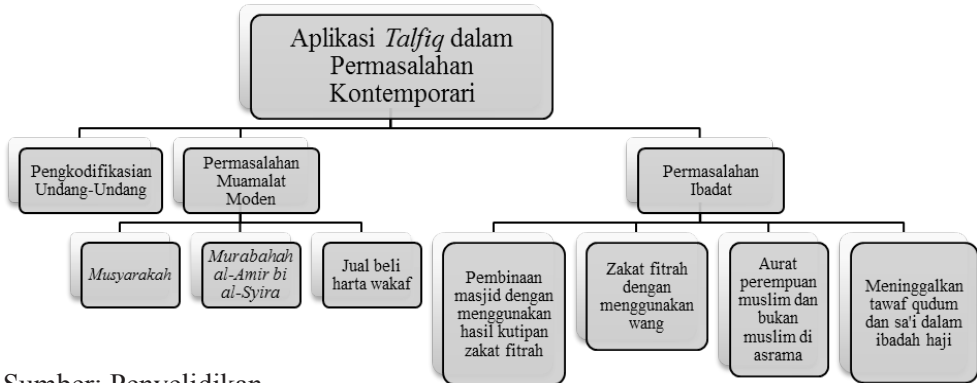 Aplikasi Talfiq dalam
Permasalahan
Kontemporari
Pengkodifikasian
Undang-Undang
Permasalahan
Muamalat
Moden
Permasalahan
Ibadat
Musyarakah
Murabahah
al-Amir bi
al-Syira
Jual beli
harta wakaf
Pembinaan
masjid dengan
menggunakan
hasil kutipan
zakat fitrah
Zakat fitrah
dengan
menggunakan
wang
Aurat
perempuan
muslim dan
bukan
muslim di
asrama
Meninggalkan
tawaf qudum
dan sa'i dalam
ibadah haji
Sumber: Penyelidikan